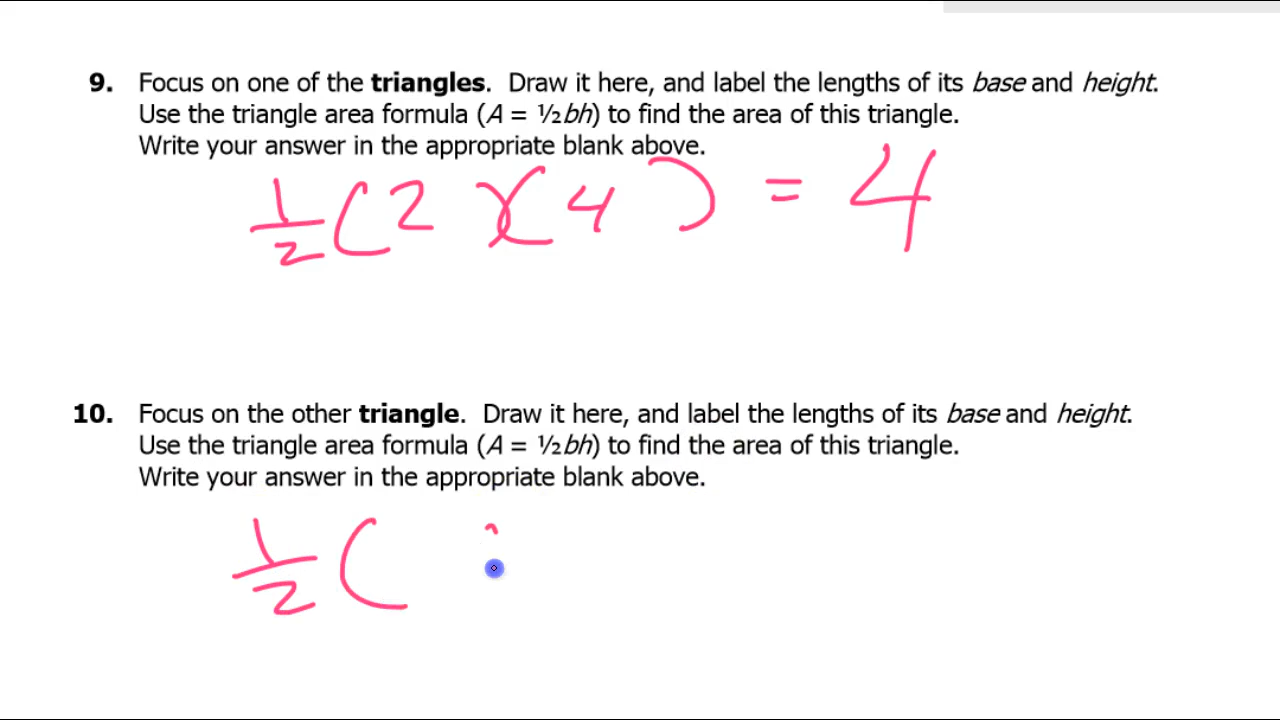 9. Focus on one of the triangles. Draw it here, and label the lengths of its base and height.
Use the triangle area formula (A = ½bh) to find the area of this triangle.
Write your answer in the appropriate blank above.
1/2 (2)(4) = 4
10. Focus on the other triangle. Draw it here, and label the lengths of its base and height.
Use the triangle area formula (A = ½bh) to find the area of this triangle.
Write your answer in the appropriate blank above.
1/2 (